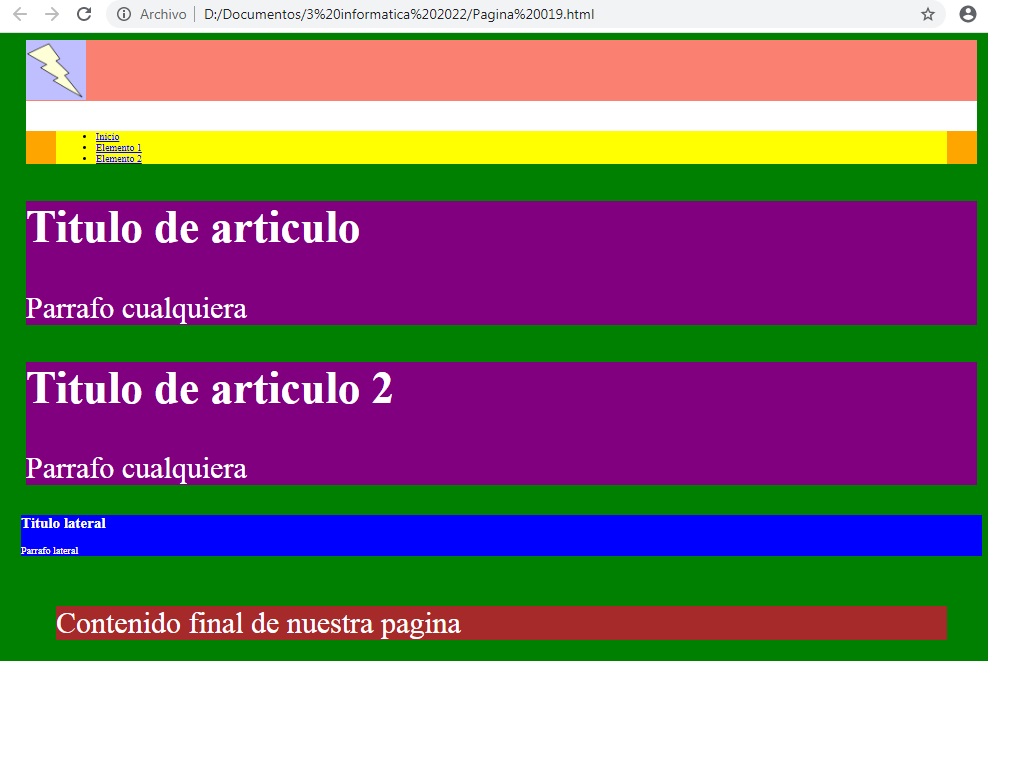 Archivo | D:/Documentos/3%20informatica%202022/Pagina%20019.html
Inicio
Elemento 1
Elemento 2
Titulo de articulo
Parrafo cualquiera
Titulo de articulo 2
Parrafo cualquiera
Titulo lateral
Parrafo lateral
Contenido final de nuestra pagina